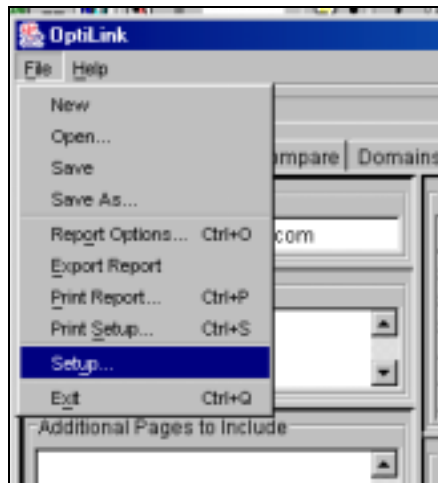 OptiLink
File Help
New
Open...
Save
Save As...
mpare Domains
Report Options... Ctrl+O
com
Export Report
Print Report... Ctrl+P
Print Setup... Ctrl+S
Setup...
Exit Ctrl+Q
Additional Pages to Include